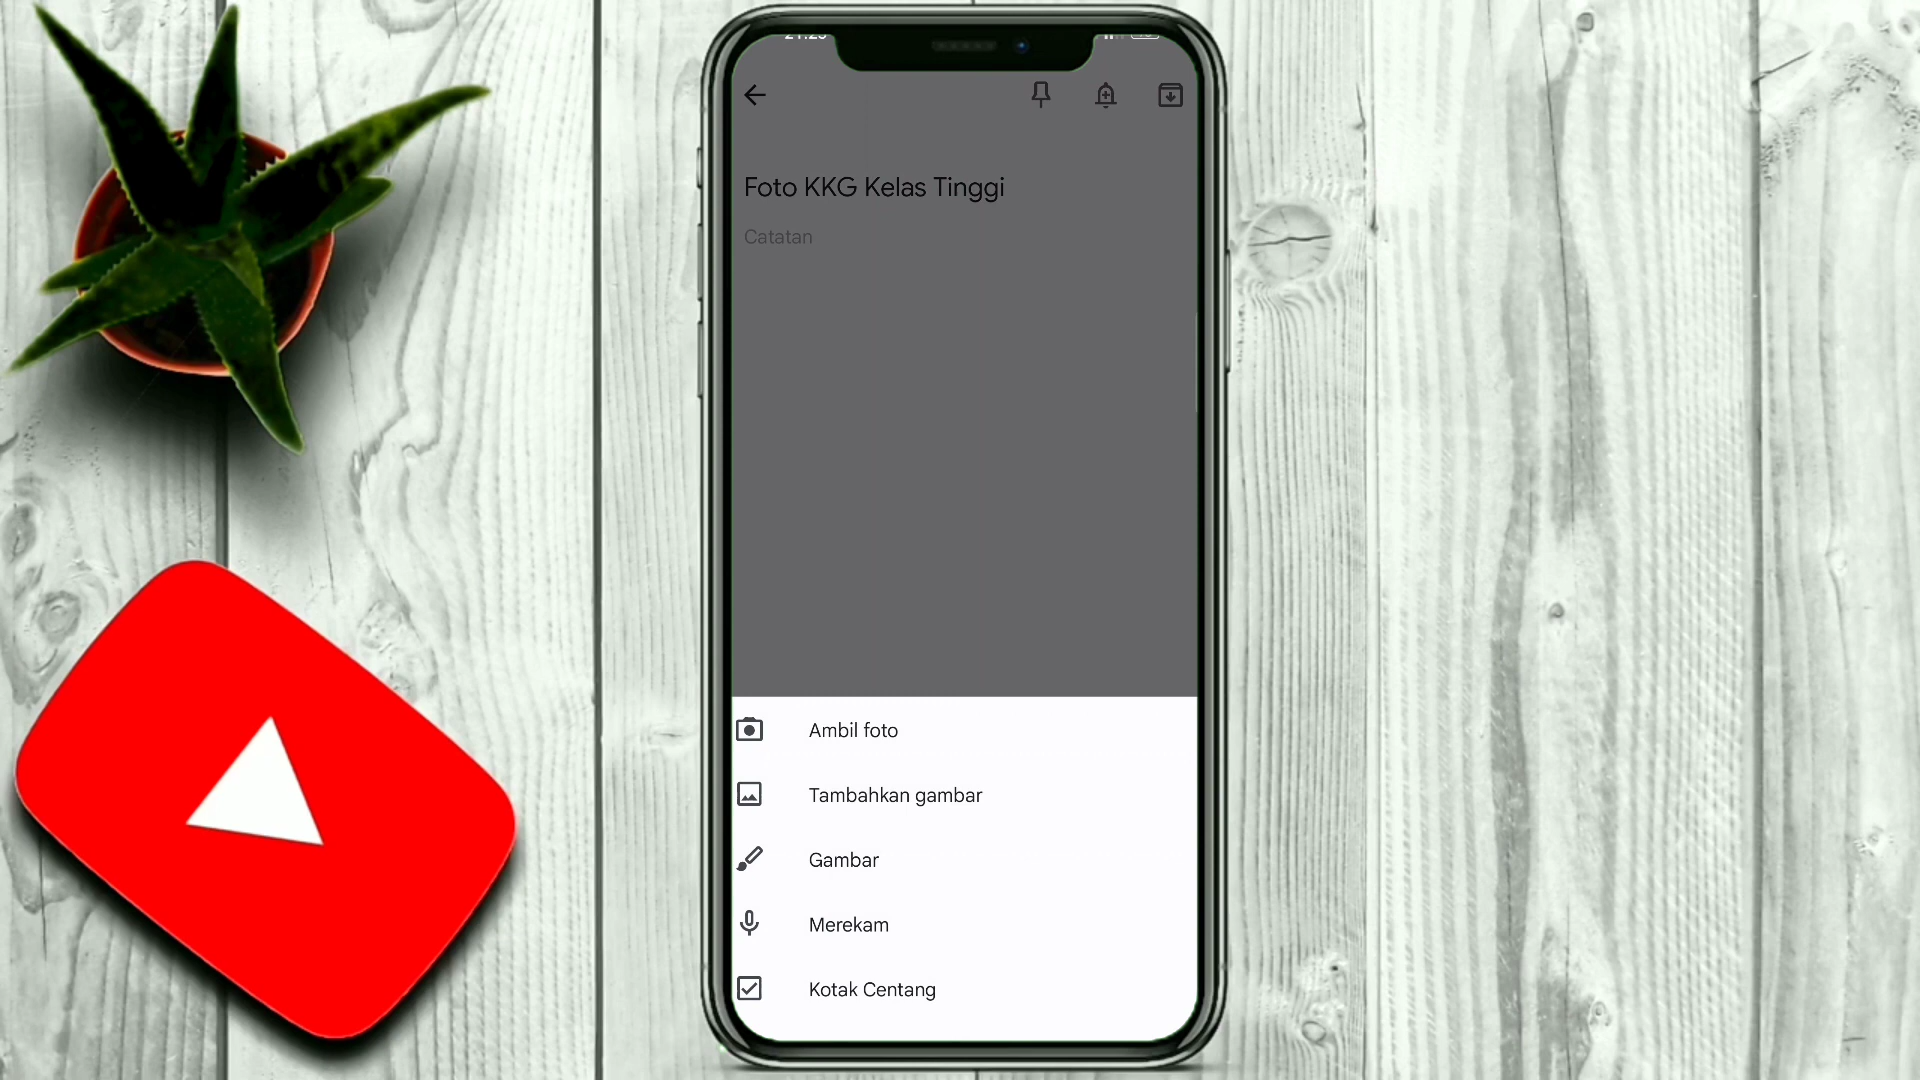 Foto KKG Kelas Tinggi
Catatan
Ambil foto
Tambahkan gambar
Gambar
Merekam
Kotak Centang